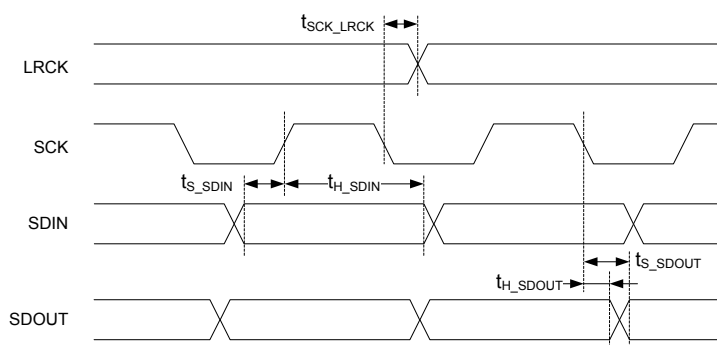 tSCK_LRCK
LRCK
SCK
tS_SDIN
tH_SDIN
SDIN
tS_SDOUT
tH_SDOUT
SDOUT